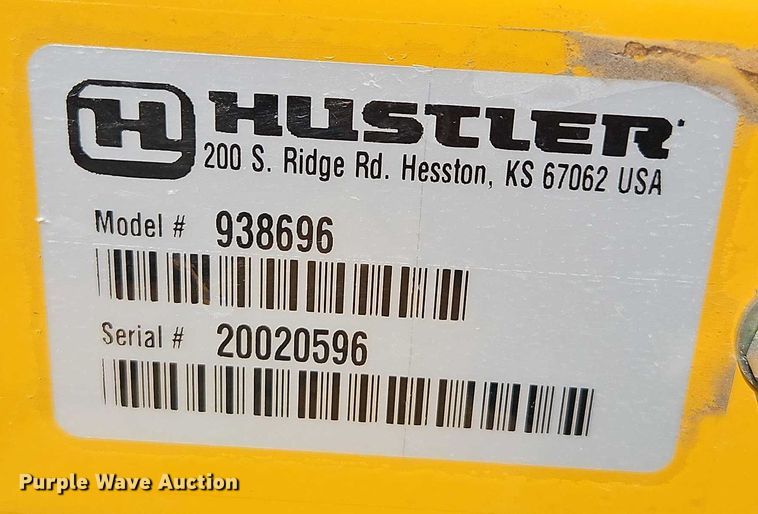 H HUSTLER
200 S. Ridge Rd. Hesston, KS 67062 USA
Model # 938696
Serial # 20020596
Purple Wave Auction